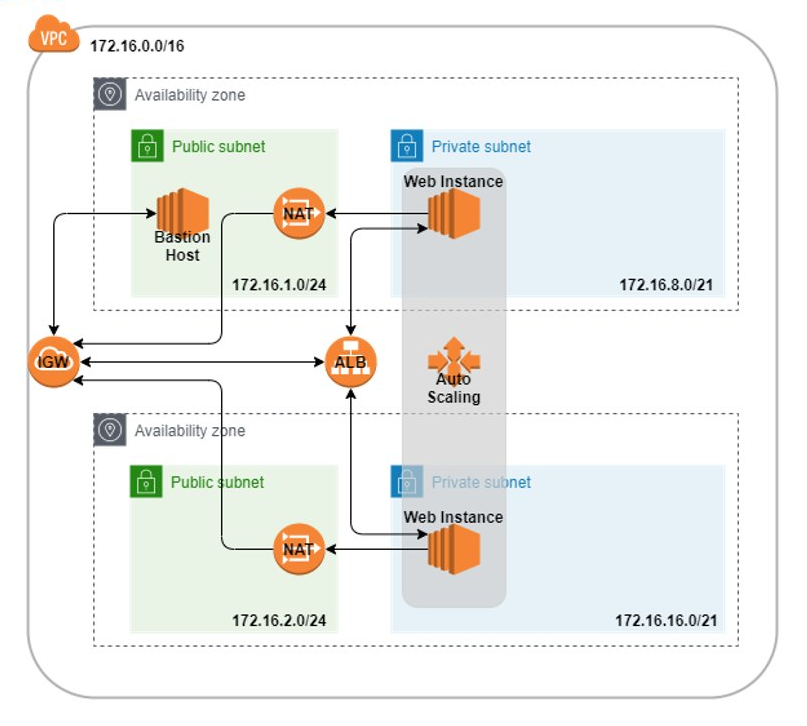 VPC
172.16.0.0/16
Availability zone
Public subnet
Private subnet
Web Instance
NAT
Bastion
Host
172.16.1.0/24
172.16.8.0/21
IGW
ALB
Auto
Scaling
Availability zone
Public subnet
Private subnet
Web Instance
NAT
172.16.2.0/24
172.16.16.0/21